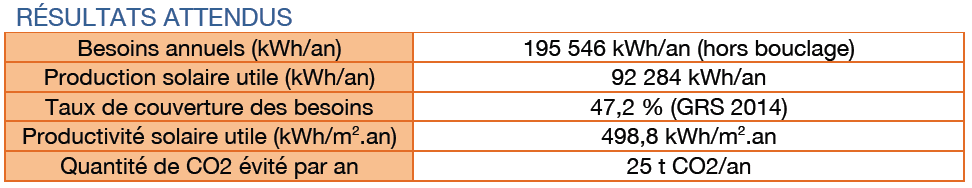 RÉSULTATS ATTENDUS
Besoins annuels (kWh/an) 195 546 kWh/an (hors bouclage)
Production solaire utile (kWh/an) 92 284 kWh/an
Taux de couverture des besoins 47,2 % (GRS 2014)
Productivité solaire utile (kWh/m².an) 498,8 kWh/m².an
Quantité de CO2 évité par an 25 t CO2/an